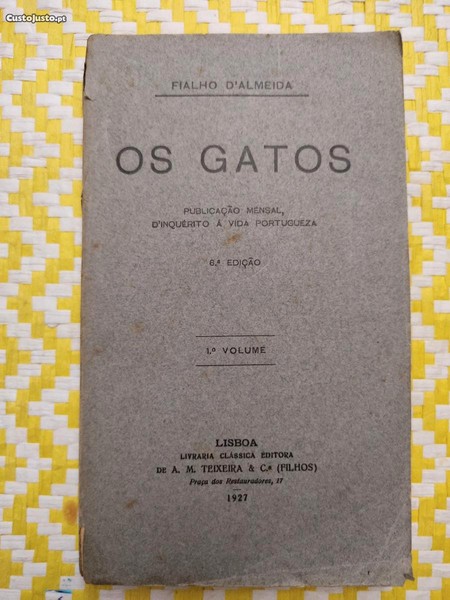 CustoJusto.pt
FIALHO D'ALMEIDA
OS GATOS
PUBLICAÇÃO MENSAL,
D'INQUÉRITO Á VIDA PORTUGUEZA
6.ª EDIÇÃO
1.º VOLUME
LISBOA
LIVRARIA CLÁSSICA EDITORA
DE A. M. TEIXEIRA & C.ª (FILHOS)
Praça dos Restauradores, 17
1927